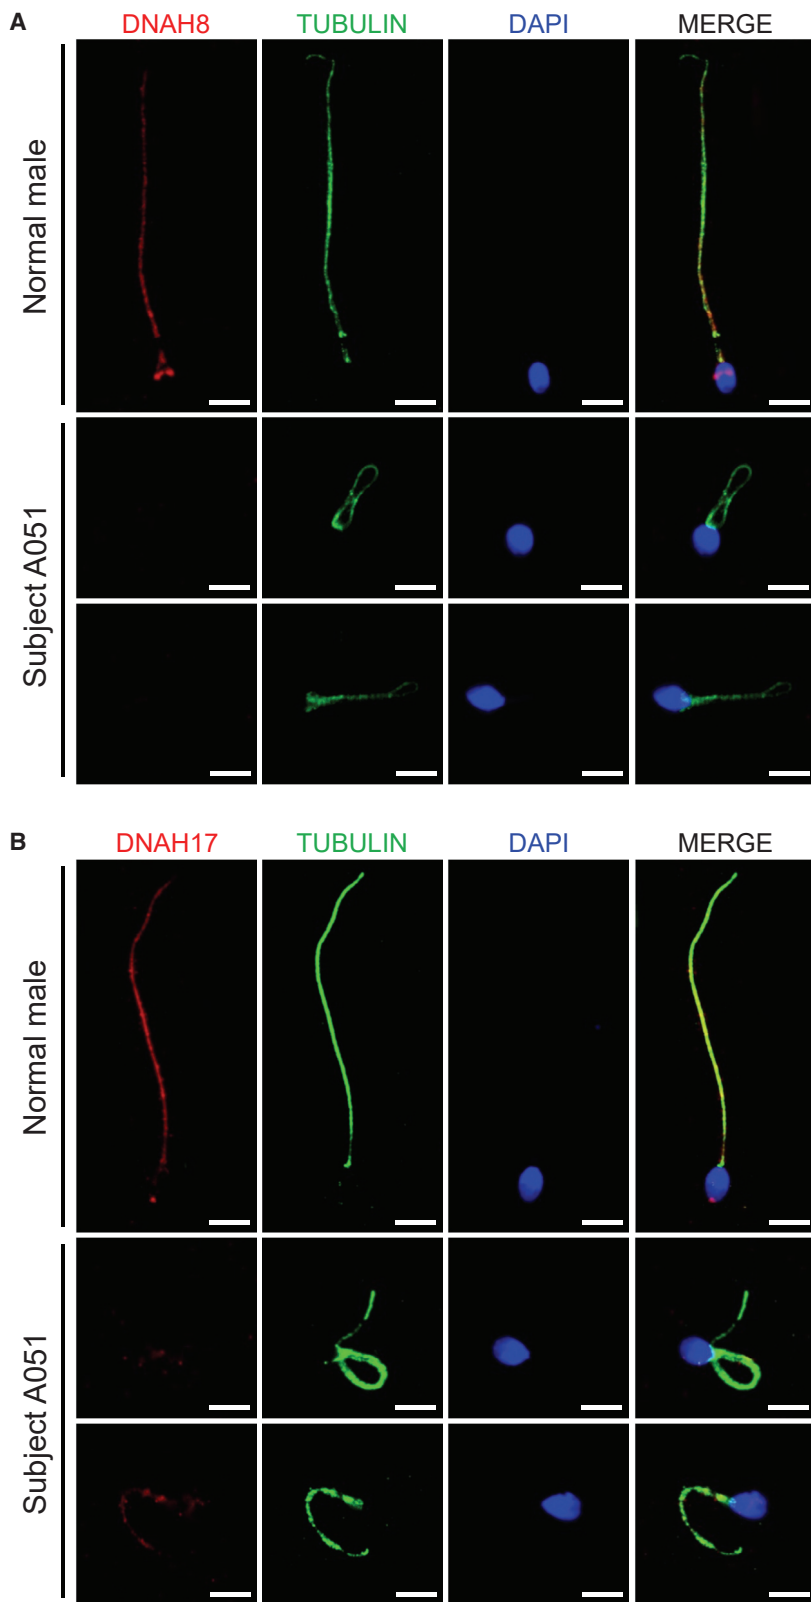 A
DNAH8 TUBULIN DAPI MERGE
Normal male
Subject A051
B
DNAH17 TUBULIN DAPI MERGE
Normal male
Subject A051